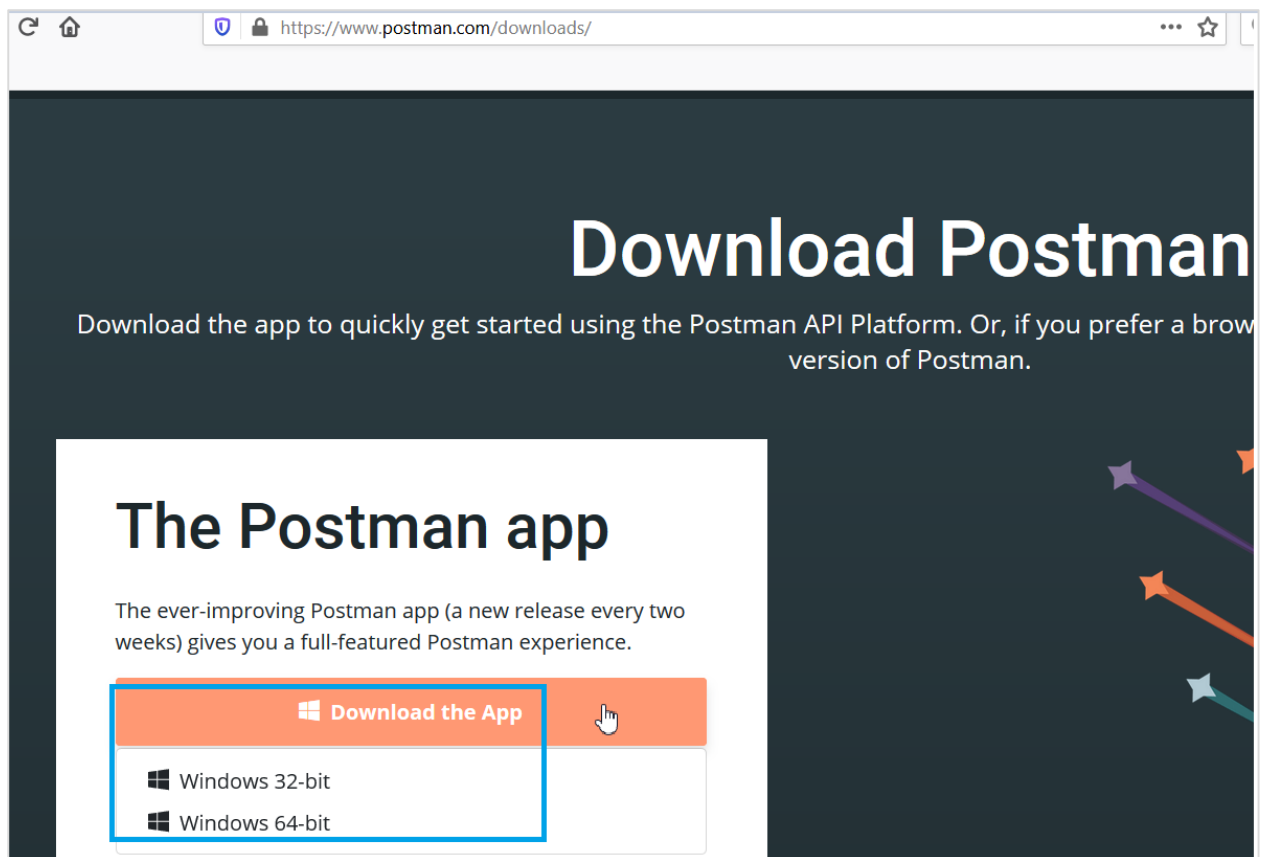 https://www.postman.com/downloads/
Download Postman
Download the app to quickly get started using the Postman API Platform. Or, if you prefer a brow
version of Postman.
The Postman app
The ever-improving Postman app (a new release every two
weeks) gives you a full-featured Postman experience.
Download the App
Windows 32-bit
Windows 64-bit